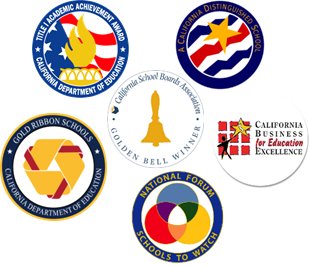 TITLE I ACADEMIC ACHIEVEMENT AWARD
CALIFORNIA DEPARTMENT OF EDUCATION
A CALIFORNIA DISTINGUISHED SCHOOL
California School Boards Association
GOLDEN BELL WINNER
GOLD RIBBON SCHOOLS
CALIFORNIA DEPARTMENT OF EDUCATION
CALIFORNIA
BUSINESS
for Education
EXCELLENCE
NATIONAL FORUM
SCHOOLS TO WATCH